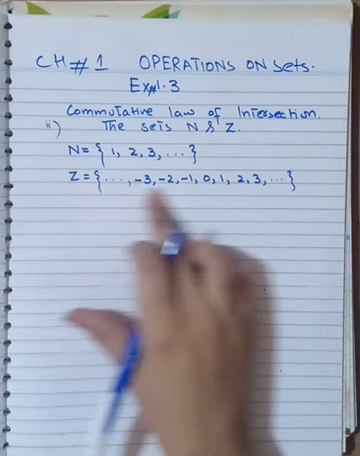 CH#1 OPERATIONS ON Sets.
Ex#1.3
Commutative law of Intersection.
ii) The sets N & Z.
N = { 1, 2, 3, ... }
Z = { ..., -3, -2, -1, 0, 1, 2, 3, ... }